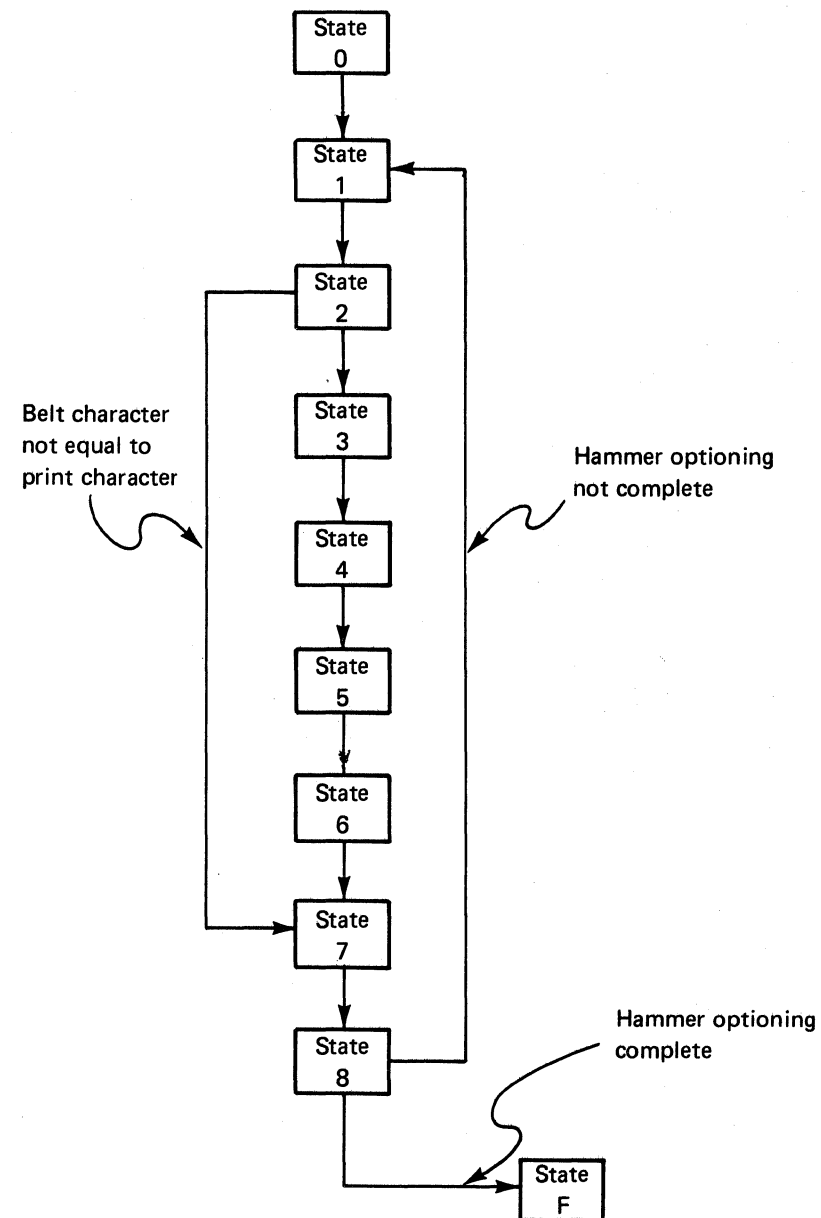 State
0
State
1
State
2
State
3
Belt character
not equal to
print character
Hammer optioning
not complete
State
4
State
5
State
6
State
7
State
8
Hammer optioning
complete
State
F